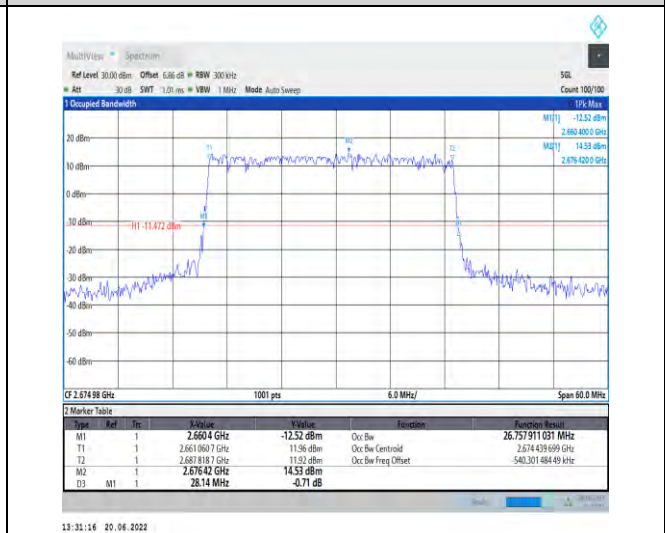 MultiView Spectrum
Ref Level 30.00 dBm Offset 6.86 dB RBW 300 kHz SGL
Att 30 dB SWT 1.01 ms VBW 1 MHz Mode Auto Sweep Count 100/100
1 Occupied Bandwidth 1Pk Max
M1[1] -12.52 dBm
2.660 400 0 GHz
M2[1] 14.53 dBm
2.676 420 0 GHz
20 dBm
T1 M2 T2
10 dBm
0 dBm
M1
-10 dBm
H1 -11.472 dBm
-20 dBm
-30 dBm
-40 dBm
-50 dBm
-60 dBm
CF 2.674 98 GHz 1001 pts 6.0 MHz/ Span 60.0 MHz
2 Marker Table
Type Ref Trc X-Value Y-Value Function Function Result
M1 1 2.6604 GHz -12.52 dBm Occ Bw 26.757 911 031 MHz
T1 1 2.661 060 7 GHz 11.96 dBm Occ Bw Centroid 2.674 439 699 GHz
T2 1 2.687 818 7 GHz 11.92 dBm Occ Bw Freq Offset -540.301 484 49 kHz
M2 1 2.676 42 GHz 14.53 dBm
D3 M1 1 28.14 MHz -0.71 dB
13:31:16 20.06.2022